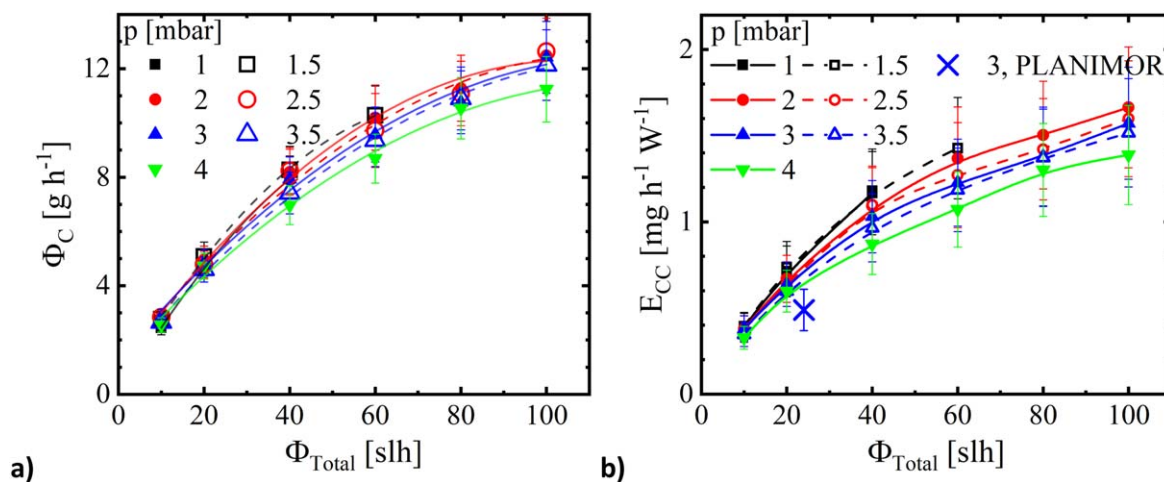 p [mbar]
1 1.5
2 2.5
3 3.5
4
12
8
4
0
0 20 40 60 80 100
Φ_C [g h⁻¹]
Φ_Total [slh]
a)
p [mbar]
1 1.5 3, PLANIMOR
2 2.5
3 3.5
4
2
1
0
0 20 40 60 80 100
E_CC [mg h⁻¹ W⁻¹]
Φ_Total [slh]
b)